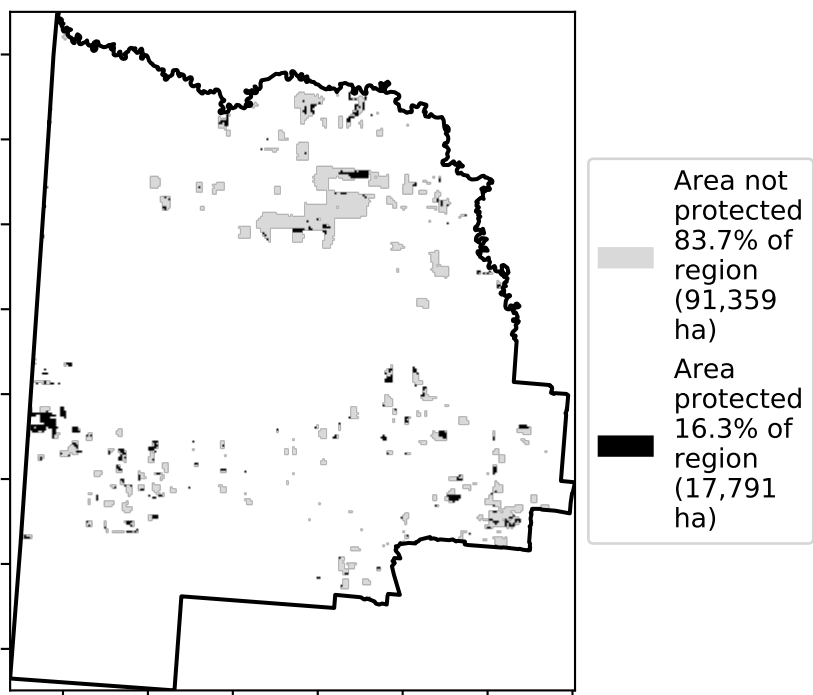 Area not
protected
83.7% of
region
(91,359
ha)
Area
protected
16.3% of
region
(17,791
ha)